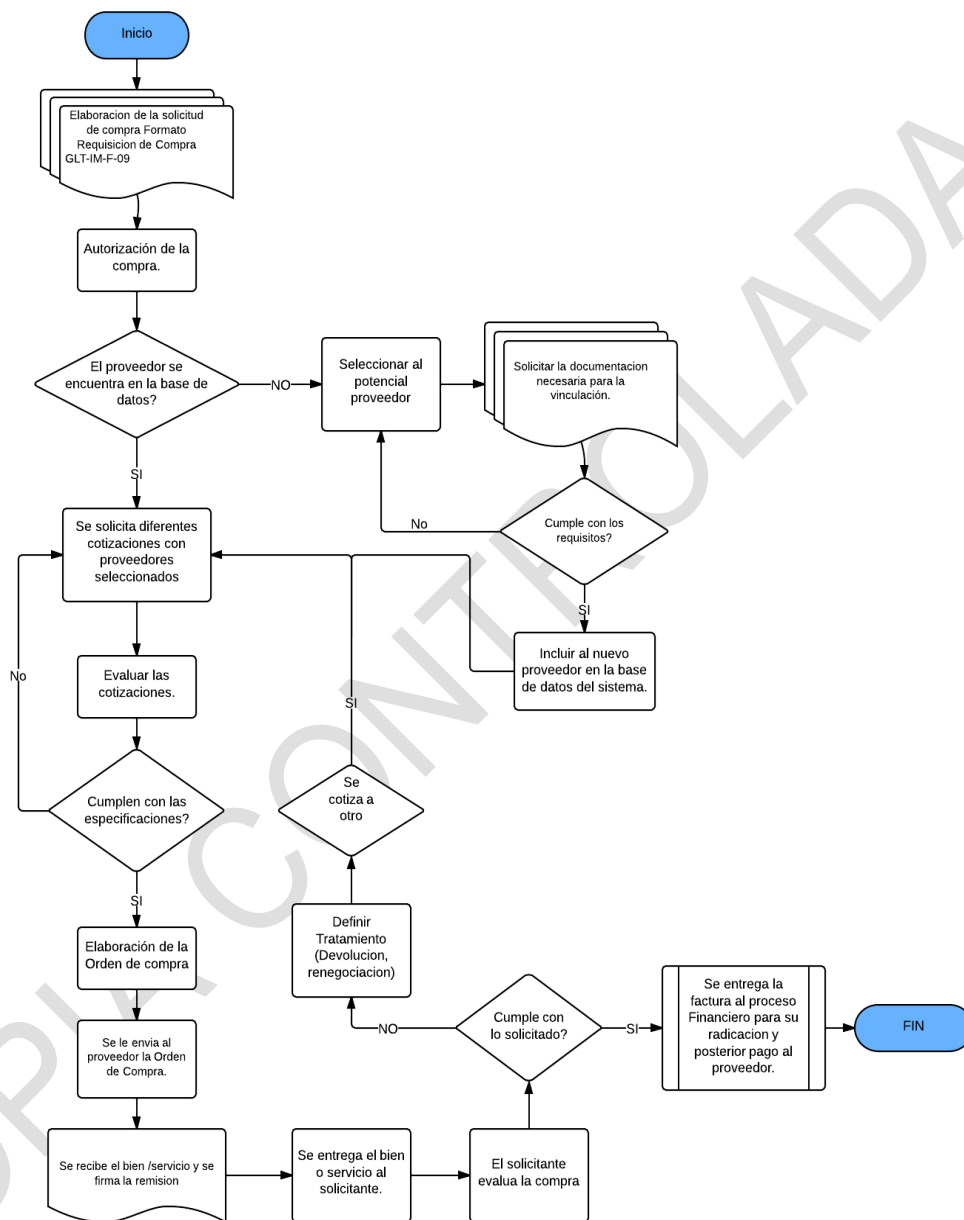 Inicio
Elaboracion de la solicitud
de compra Formato
Requisicion de Compra
GLT-IM-F-09
Autorización de la
compra.
El proveedor se
encuentra en la base de
datos?
NO
Seleccionar al
potencial
proveedor
Solicitar la documentacion
necesaria para la
vinculación.
SI
No
Cumple con los
requisitos?
Se solicita diferentes
cotizaciones con
proveedores
seleccionados
SI
Incluir al nuevo
proveedor en la base
de datos del sistema.
No
Evaluar las
cotizaciones.
SI
Cumplen con las
especificaciones?
Se
cotiza a
otro
SI
Elaboración de la
Orden de compra
Definir
Tratamiento
(Devolucion,
renegociacion)
Se le envia al
proveedor la Orden
de Compra.
NO
Cumple con
lo solicitado?
SI
Se entrega la
factura al proceso
Financiero para su
radicacion y
posterior pago al
proveedor.
FIN
Se recibe el bien /servicio y se
firma la remision
Se entrega el bien
o servicio al
solicitante.
El solicitante
evalua la compra
OPIA CONTROLADA